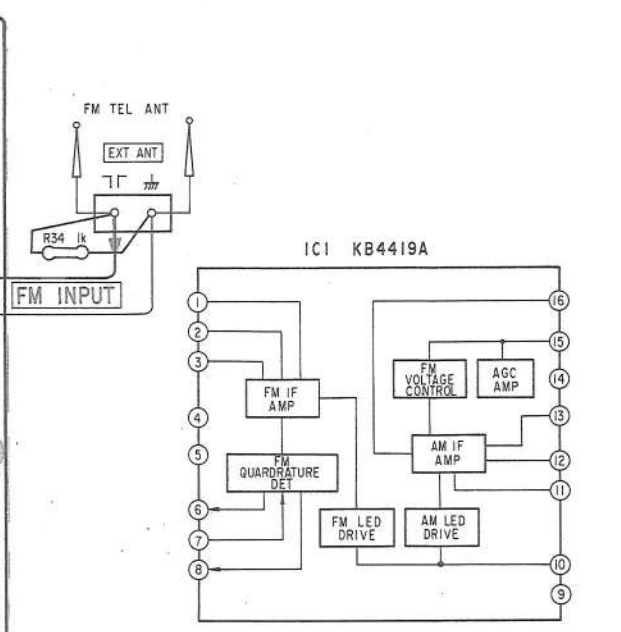 FM TEL ANT
EXT ANT
R34 1k
FM INPUT
IC1 KB4419A
1
16
2
15
3
FM
VOLTAGE
CONTROL
AGC
AMP
14
FM IF
AMP
4
13
AM IF
AMP
5
12
FM
QUARDRATURE
DET
11
6
FM LED
DRIVE
AM LED
DRIVE
7
8
10
9